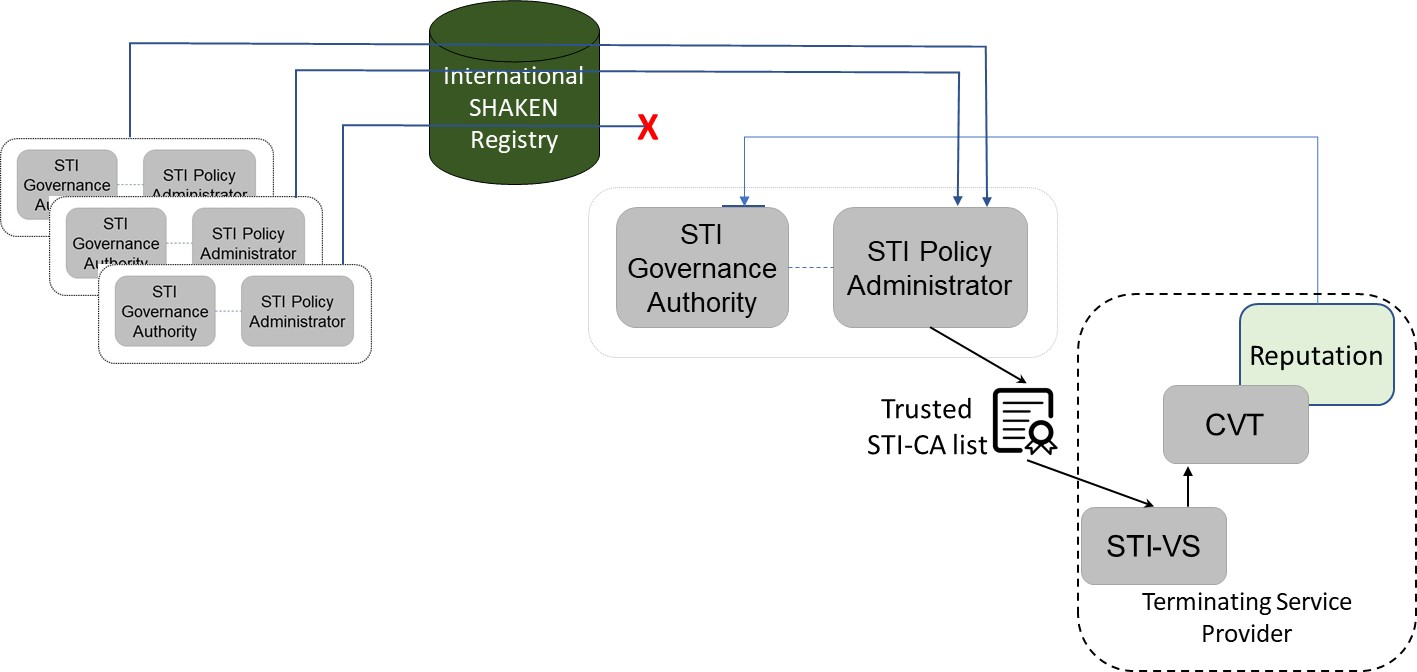 International
SHAKEN
Registry
X
STI
Governance
STI Policy
Administrator
STI
Governance
Authority
STI Policy
Administrator
STI
Governance
Authority
STI Policy
Administrator
STI
Governance
Authority
STI Policy
Administrator
Reputation
Trusted
STI-CA list
CVT
STI-VS
Terminating Service
Provider